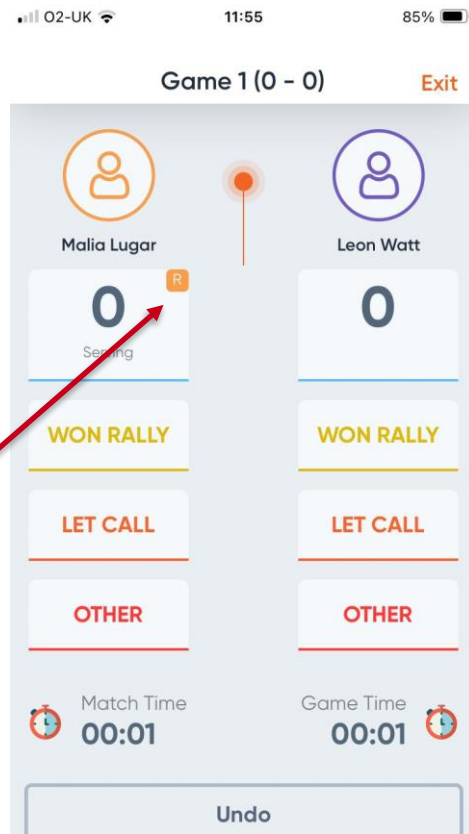 O2-UK 11:55 85%
Game 1 (0 - 0) Exit
Malia Lugar Leon Watt
R
0 0
Serving
WON RALLY WON RALLY
LET CALL LET CALL
OTHER OTHER
Match Time Game Time
00:01 00:01
Undo